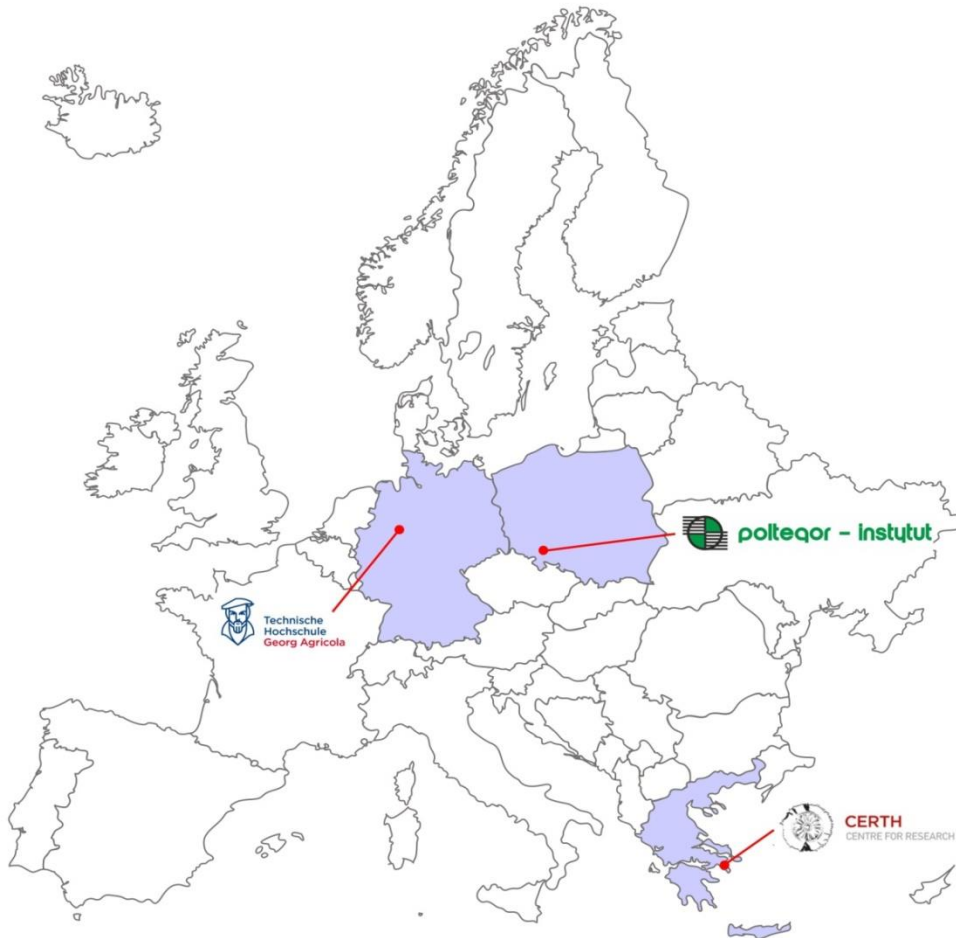 poltegor – instytut
Technische
Hochschule
Georg Agricola
CERTH
CENTRE FOR RESEARCH